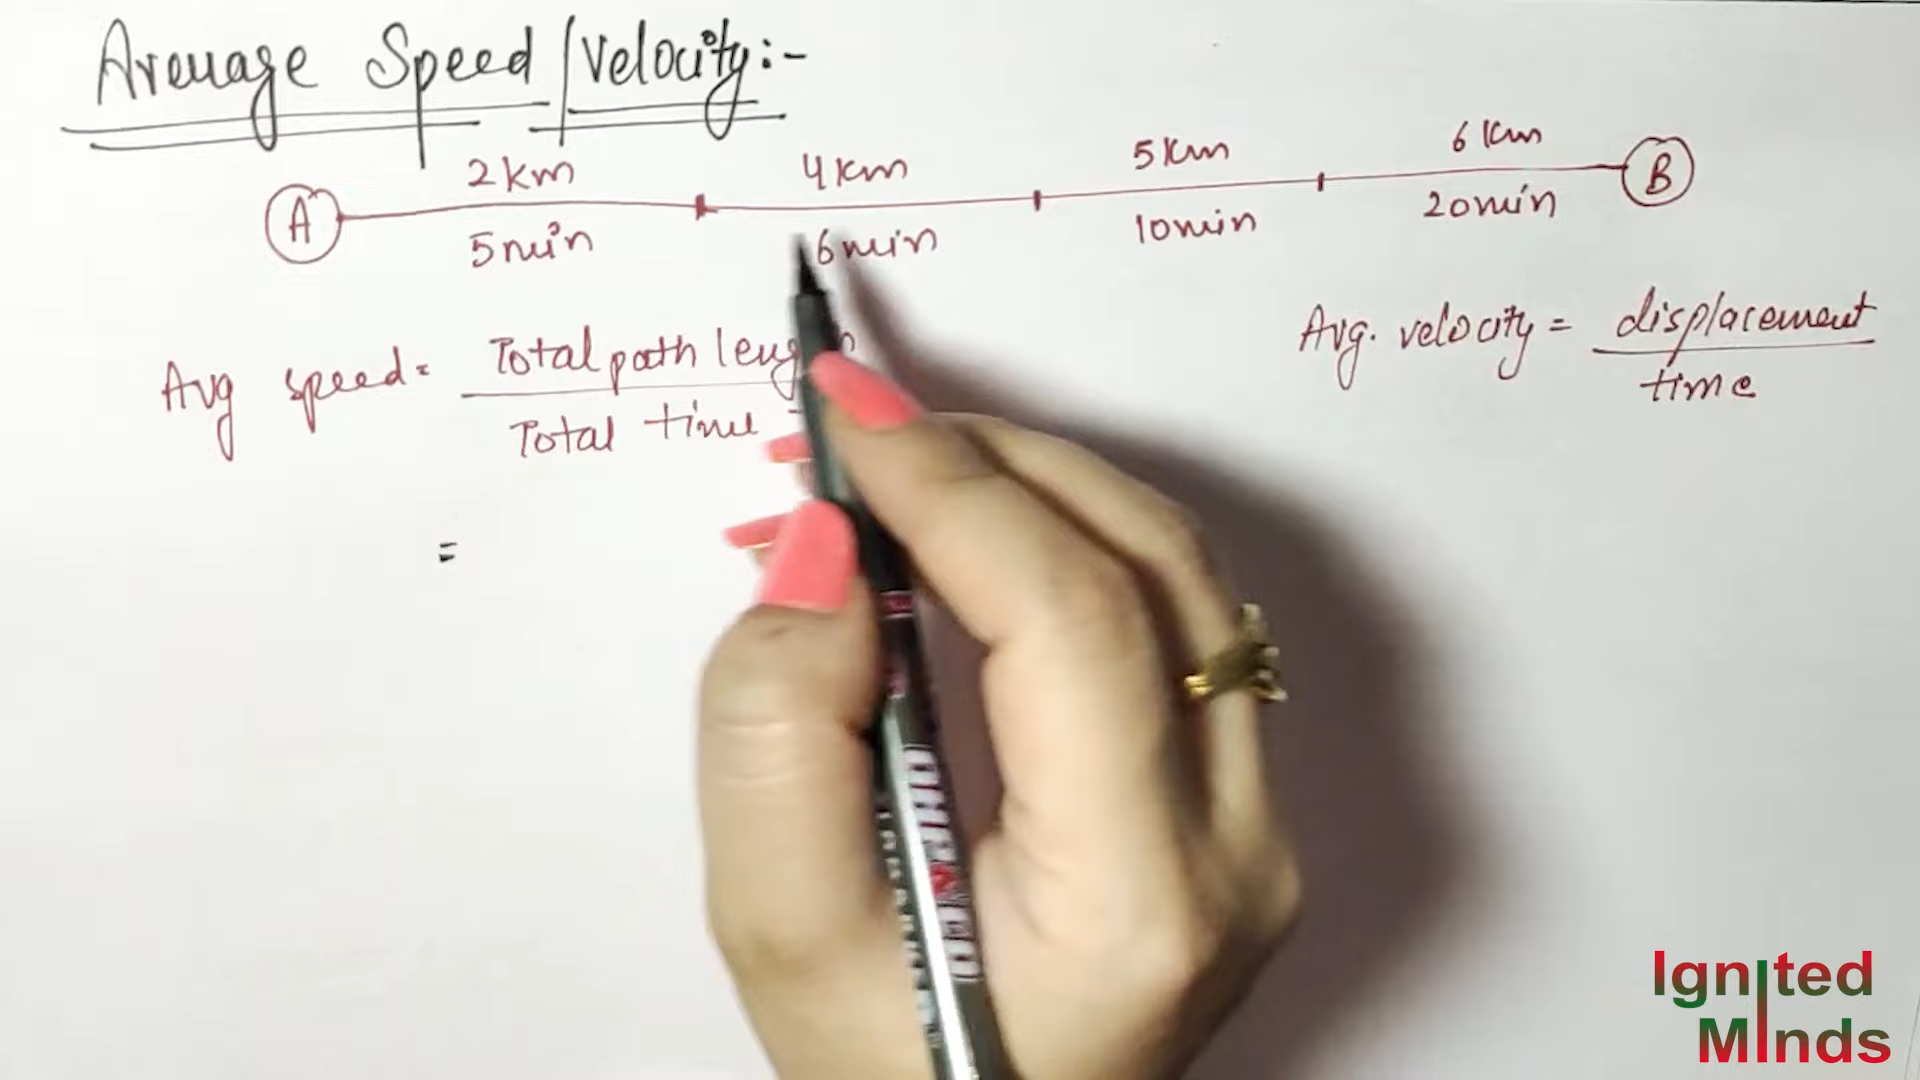 Average Speed/Velocity:-
2km 4km 5km 6km
A B
5min 6min 10min 20min
Avg speed = Total path length
Total time
Avg. velocity = displacement
time
=
Ignited
Minds